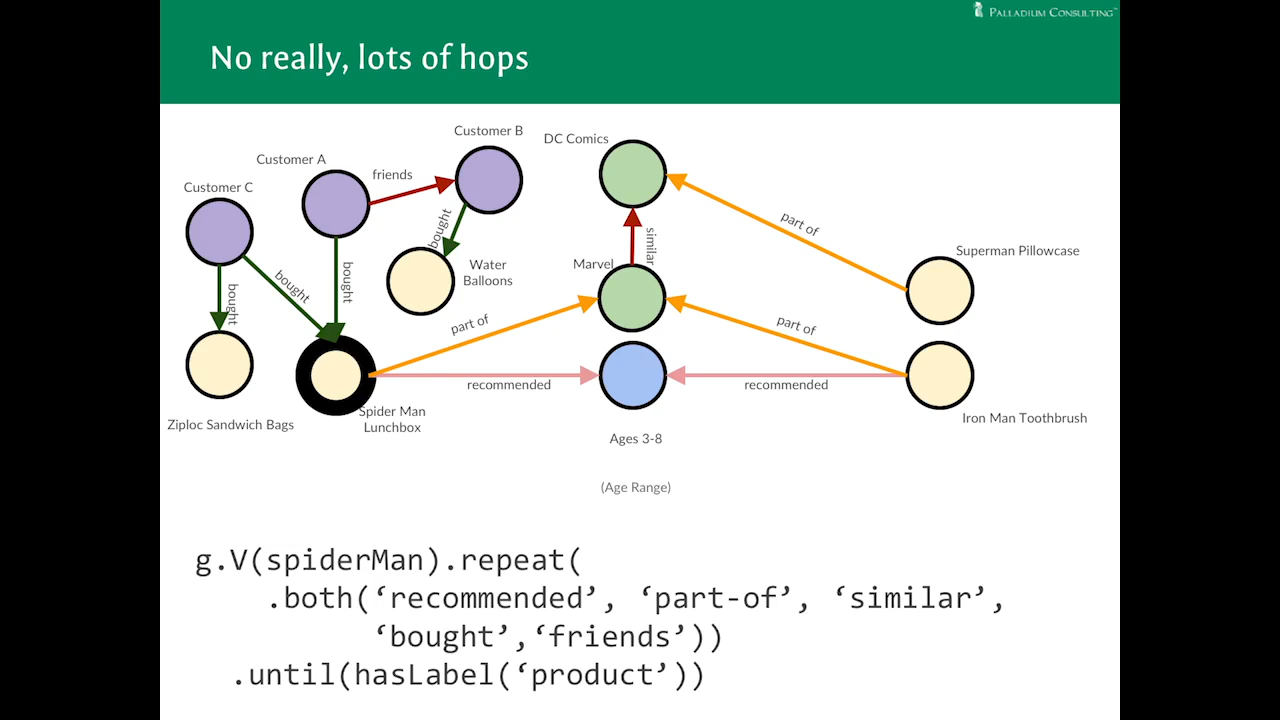 PALLADIUM CONSULTING™
No really, lots of hops
Customer B
DC Comics
Customer A
friends
Customer C
bought
part of
similar
Superman Pillowcase
Water
Balloons
Marvel
bought
bought
bought
part of
part of
recommended
recommended
Spider Man
Lunchbox
Ziploc Sandwich Bags
Iron Man Toothbrush
Ages 3-8
(Age Range)
g.V(spiderMan).repeat(
.both(‘recommended’, ‘part-of’, ‘similar’,
‘bought’,‘friends’))
.until(hasLabel(‘product’))